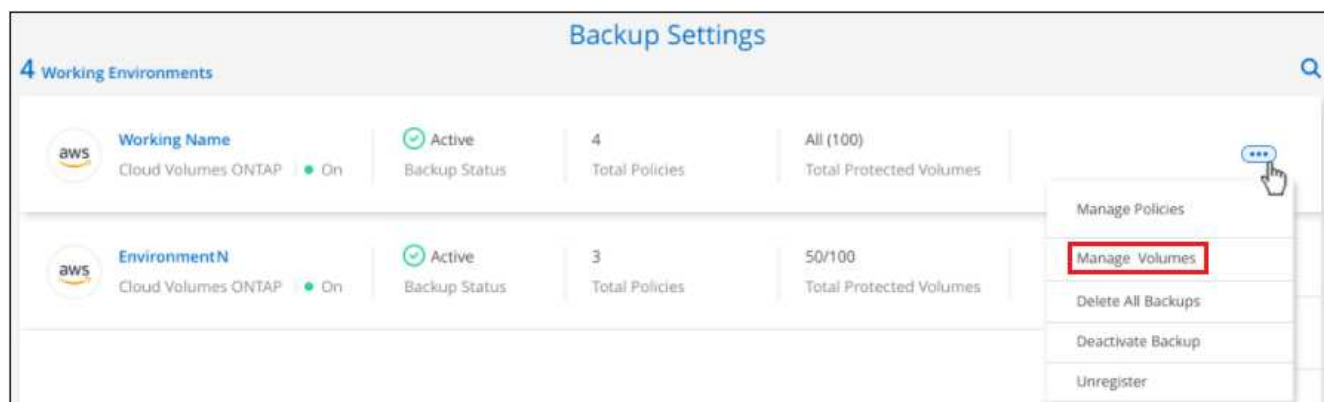 Backup Settings
4 Working Environments
aws
Working Name
Cloud Volumes ONTAP
On
Active
Backup Status
4
Total Policies
All (100)
Total Protected Volumes
Manage Policies
Manage Volumes
Delete All Backups
Deactivate Backup
Unregister
aws
EnvironmentN
Cloud Volumes ONTAP
On
Active
Backup Status
3
Total Policies
50/100
Total Protected Volumes